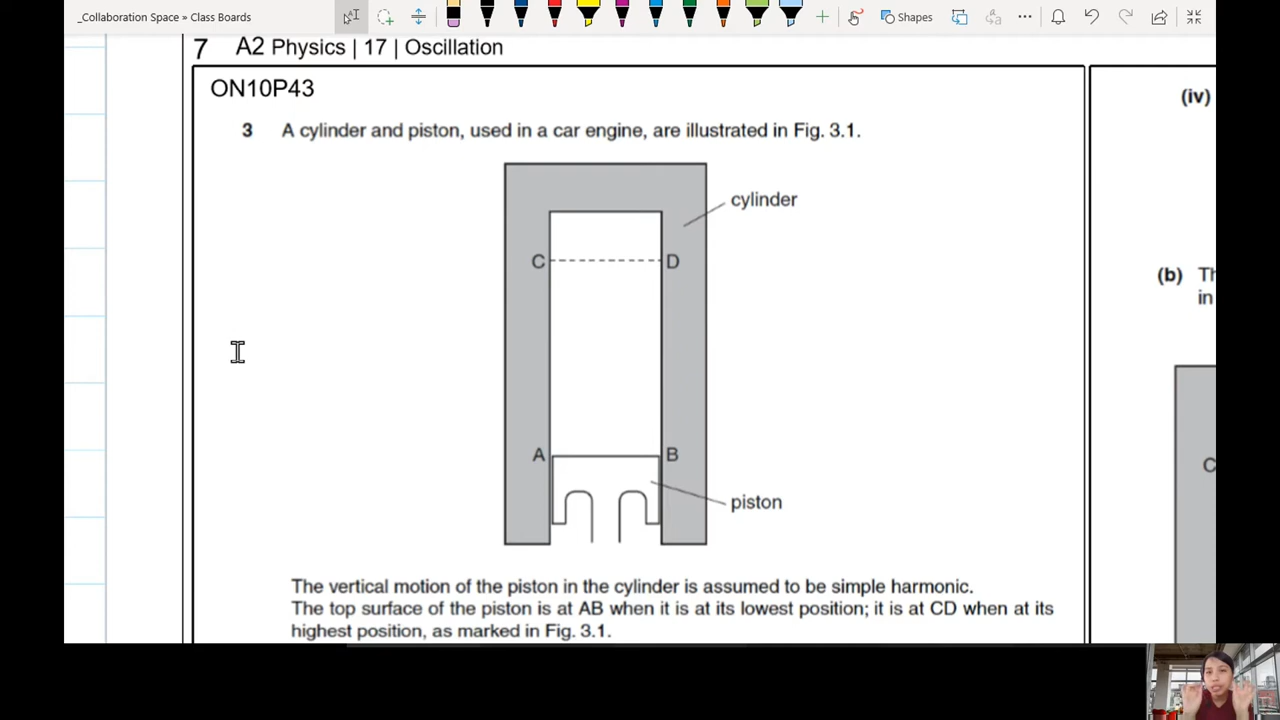 _Collaboration Space » Class Boards
Shapes
7 A2 Physics | 17 | Oscillation
ON10P43
3 A cylinder and piston, used in a car engine, are illustrated in Fig. 3.1.
cylinder
C D
A B
piston
The vertical motion of the piston in the cylinder is assumed to be simple harmonic.
The top surface of the piston is at AB when it is at its lowest position; it is at CD when at its
highest position, as marked in Fig. 3.1.
(iv)
(b)
in
C